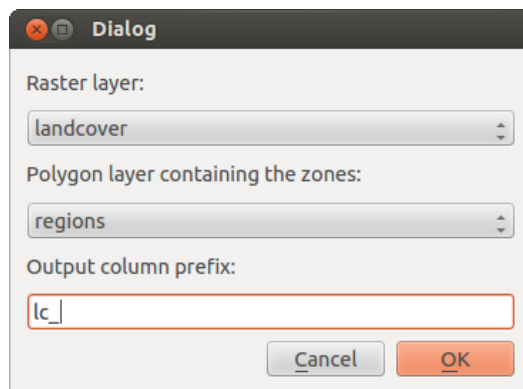 Dialog
Raster layer:
landcover
Polygon layer containing the zones:
regions
Output column prefix:
lc_
Cancel OK